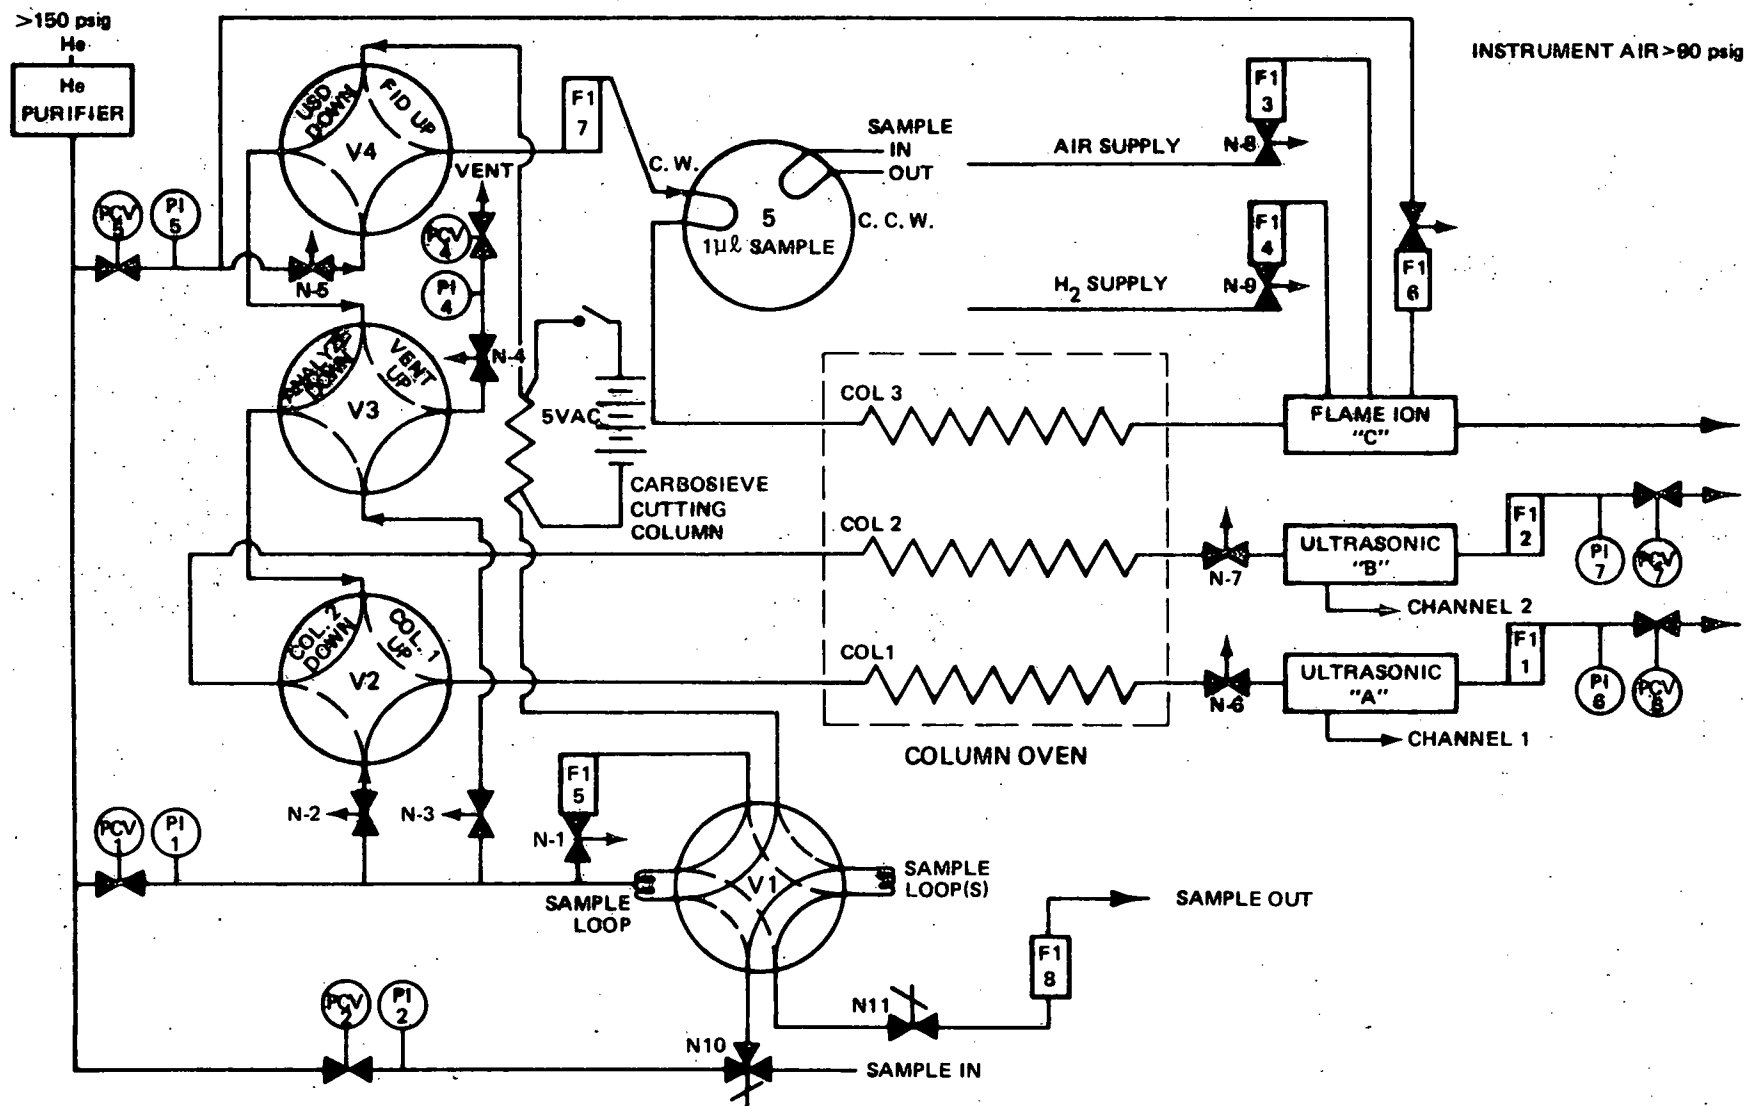 >150 psig
He
He
PURIFIER
INSTRUMENT AIR>90 psig
USD
DOWN
FID UP
V4
F1
7
F1
3
SAMPLE
IN
OUT
AIR SUPPLY
N-8
C.W.
C.C.W.
5
1µl SAMPLE
VENT
PCV
5
PI
5
N-5
PCV
4
PI
4
N-4
F1
4
H2 SUPPLY
N-9
F1
6
ANALYZE
DOWN
VENT
UP
V3
5VAC
CARBOSIEVE
CUTTING
COLUMN
COL 3
FLAME ION
"C"
COL 2
N-7
ULTRASONIC
"B"
F1
2
PI
7
PCV
7
CHANNEL 2
COL. 2
DOWN
COL. 1
UP
V2
COL1
N-6
ULTRASONIC
"A"
F1
1
PI
6
PCV
CHANNEL 1
COLUMN OVEN
PCV
1
PI
1
N-2
N-3
F1
5
N-1
V1
SAMPLE
LOOP
SAMPLE
LOOP(S)
SAMPLE OUT
F1
8
PCV
2
PI
2
N11
N10
SAMPLE IN